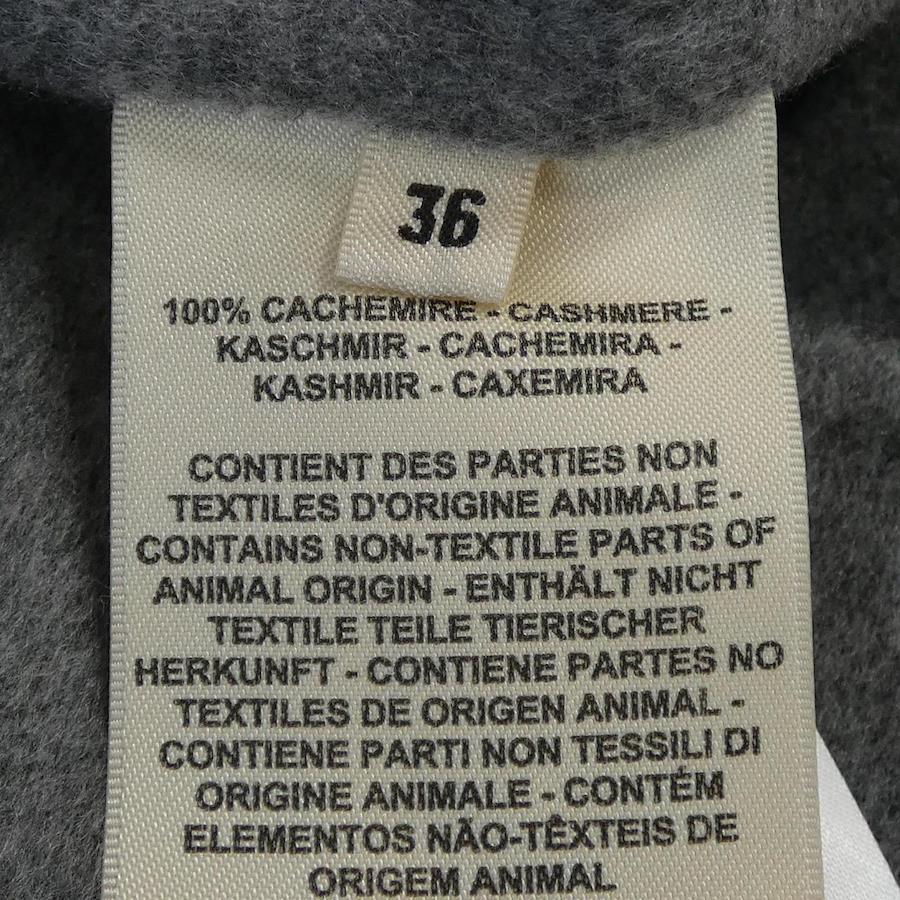 36
100% CACHEMIRE - CASHMERE -
KASCHMIR - CACHEMIRA -
KASHMIR - CAXEMIRA
CONTIENT DES PARTIES NON
TEXTILES D'ORIGINE ANIMALE -
CONTAINS NON-TEXTILE PARTS OF
ANIMAL ORIGIN - ENTHÄLT NICHT
TEXTILE TEILE TIERISCHER
HERKUNFT - CONTIENE PARTES NO
TEXTILES DE ORIGEN ANIMAL -
CONTIENE PARTI NON TESSILI DI
ORIGINE ANIMALE - CONTÉM
ELEMENTOS NÃO-TÊXTEIS DE
ORIGEM ANIMAL